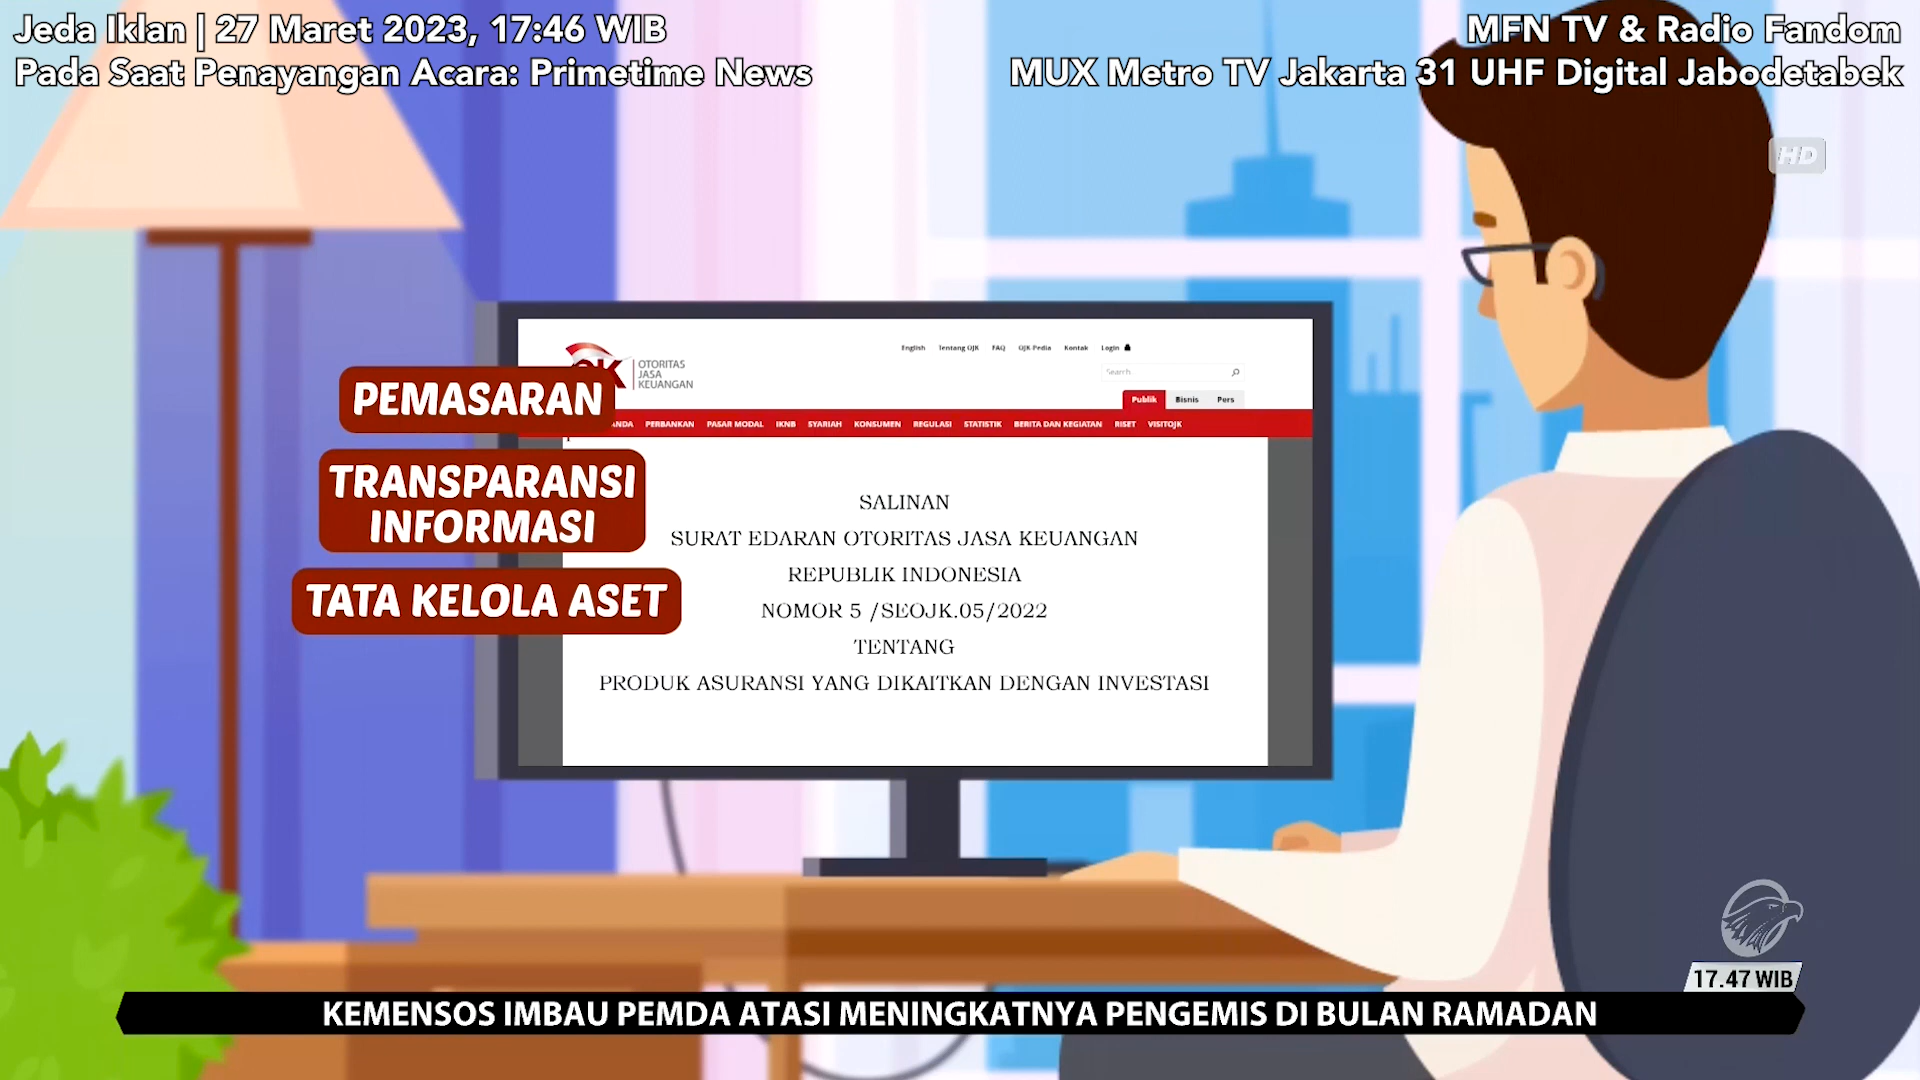 Jeda Iklan | 27 Maret 2023, 17:46 WIB
Pada Saat Penayangan Acara: Primetime News
MFN TV & Radio Fandom
MUX Metro TV Jakarta 31 UHF Digital Jabodetabek
HD
English Tentang OJK FAQ OJK-Pedia Kontak Login
Search
OTORITAS
JASA
KEUANGAN
Publik Bisnis Pers
PERBANKAN PASAR MODAL IKNB SYARIAH KONSUMEN REGULASI STATISTIK BERITA DAN KEGIATAN RISET VISITOJK
PEMASARAN
TRANSPARANSI
INFORMASI
TATA KELOLA ASET
SALINAN
SURAT EDARAN OTORITAS JASA KEUANGAN
REPUBLIK INDONESIA
NOMOR 5 /SEOJK.05/2022
TENTANG
PRODUK ASURANSI YANG DIKAITKAN DENGAN INVESTASI
17.47 WIB
KEMENSOS IMBAU PEMDA ATASI MENINGKATNYA PENGEMIS DI BULAN RAMADAN